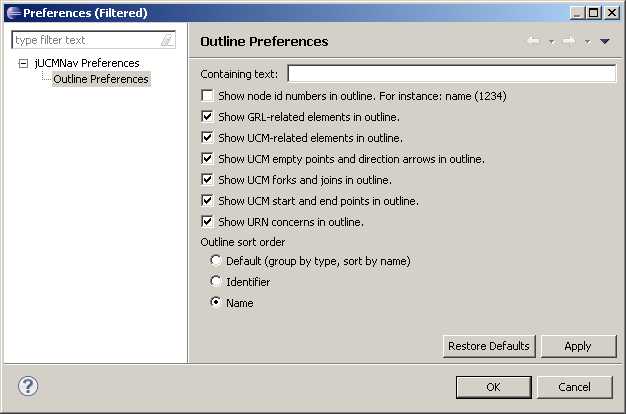 Preferences (Filtered)
type filter text
jUCMNav Preferences
Outline Preferences
Outline Preferences
Containing text:
Show node id numbers in outline. For instance: name (1234)
Show GRL-related elements in outline.
Show UCM-related elements in outline.
Show UCM empty points and direction arrows in outline.
Show UCM forks and joins in outline.
Show UCM start and end points in outline.
Show URN concerns in outline.
Outline sort order
Default (group by type, sort by name)
Identifier
Name
Restore Defaults Apply
? OK Cancel